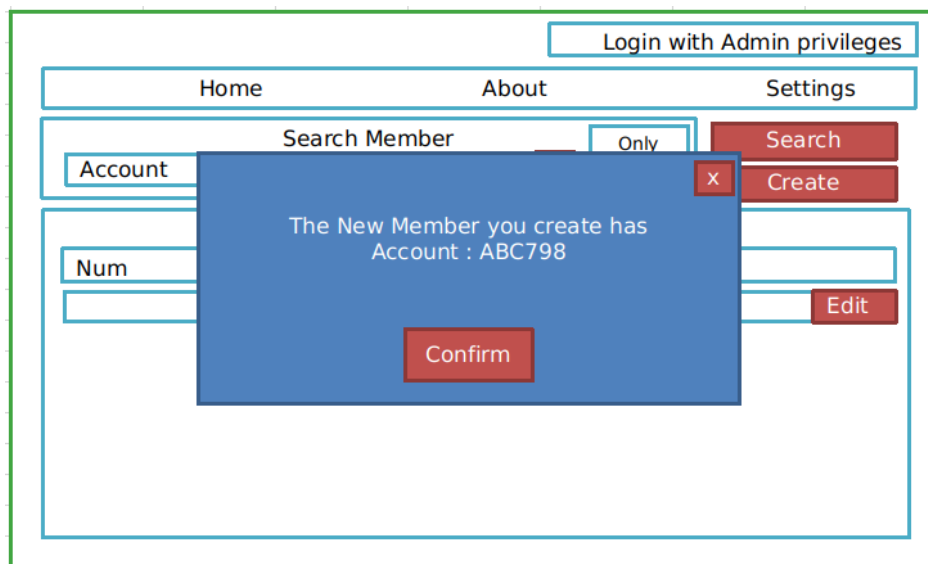 Login with Admin privileges
Home About Settings
Search Member Only Search
Account x Create
The New Member you create has
Account : ABC798
Num
Edit
Confirm